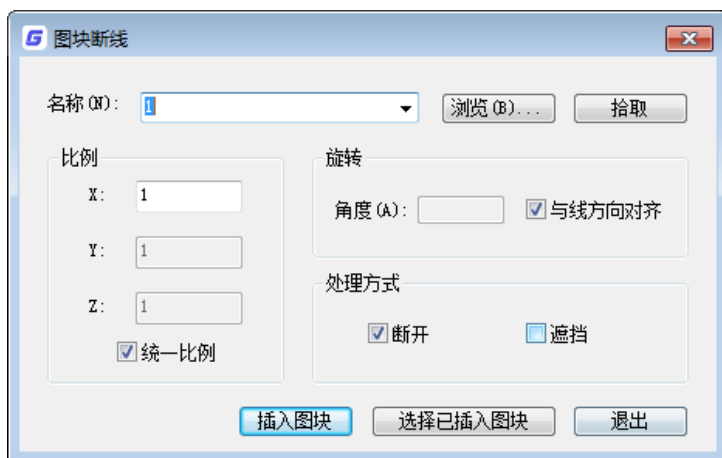 图块断线
名称(N): 1 浏览(B)... 拾取
比例
X: 1
Y: 1
Z: 1
统一比例
旋转
角度(A): 与线方向对齐
处理方式
断开 遮挡
插入图块 选择已插入图块 退出